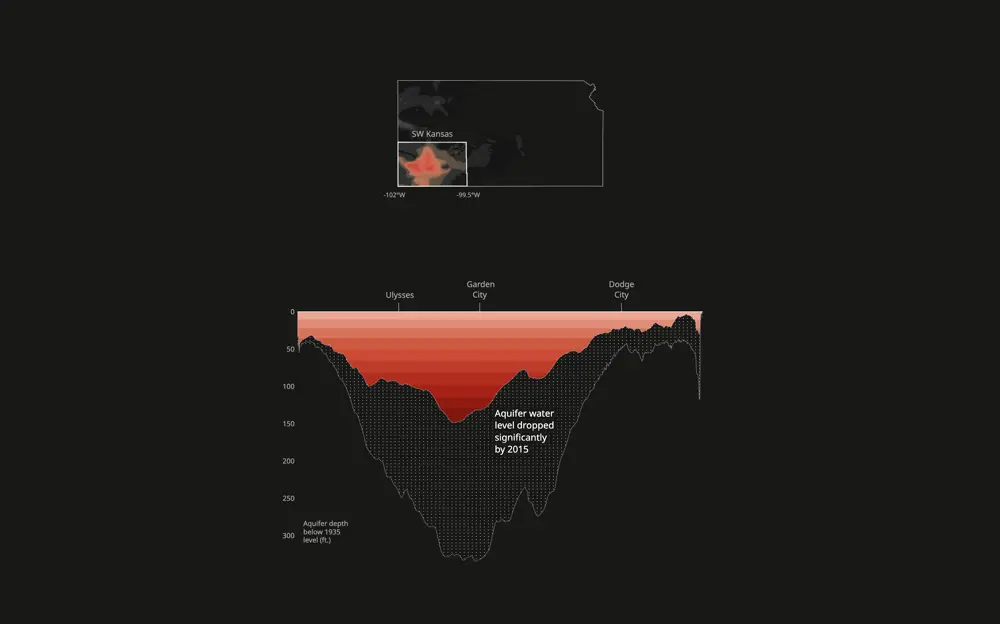 SW Kansas
-102°W
-99.5°W
Ulysses
Garden
City
Dodge
City
0
50
100
150
200
250
300
Aquifer water
level dropped
significantly
by 2015
Aquifer depth
below 1935
level (ft.)